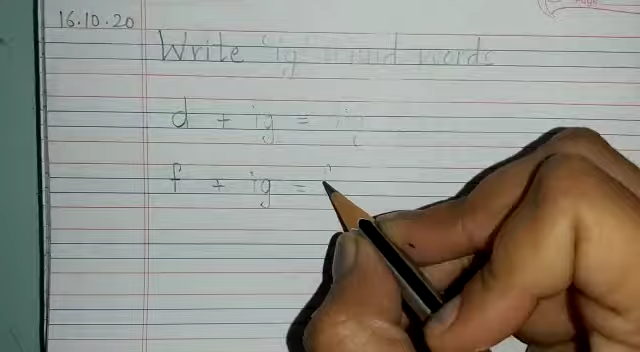 16.10.20
Write "ig" sound words
d + ig =
f + ig =